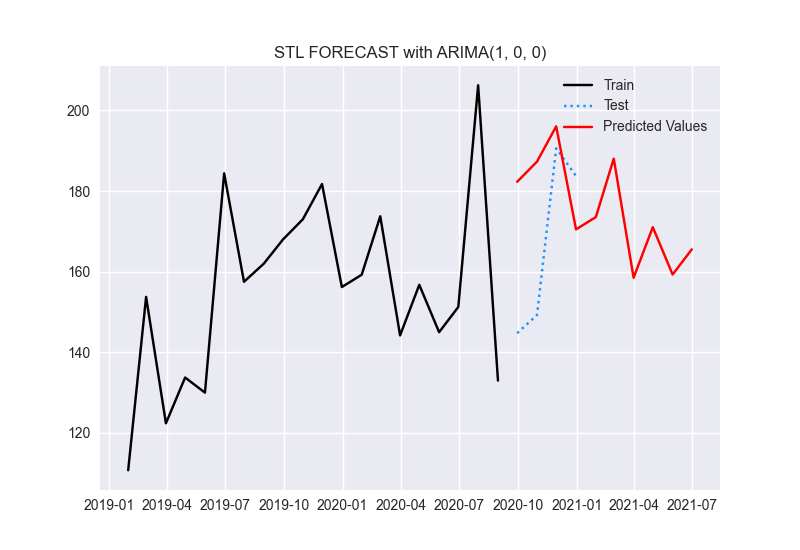 STL FORECAST with ARIMA(1, 0, 0)
Train
Test
Predicted Values
200
180
160
140
120
2019-01 2019-04 2019-07 2019-10 2020-01 2020-04 2020-07 2020-10 2021-01 2021-04 2021-07